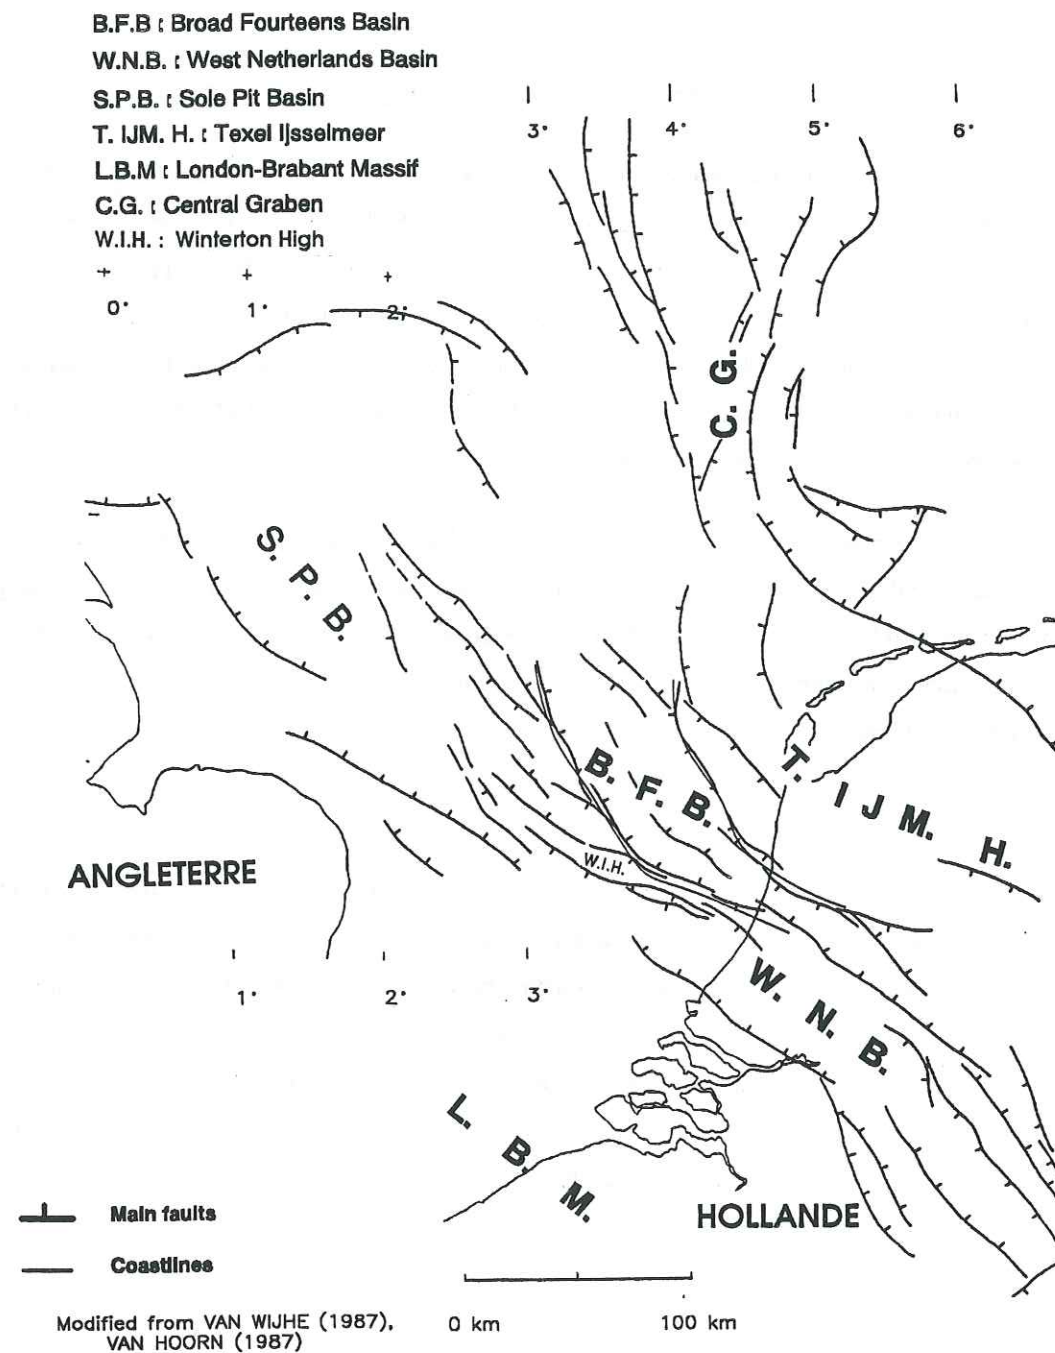 B.F.B : Broad Fourteens Basin
W.N.B. : West Netherlands Basin
S.P.B. : Sole Pit Basin
T. IJM. H. : Texel Ijsselmeer
L.B.M : London-Brabant Massif
C.G. : Central Graben
W.I.H. : Winterton High
3° 4° 5° 6°
0° 1° 2°
C. G.
S. P. B.
B. F. B.
T. IJM. H.
W.I.H.
ANGLETERRE
1° 2° 3°
W. N. B.
L. B. M.
HOLLANDE
Main faults
Coastlines
0 km 100 km
Modified from VAN WIJHE (1987),
VAN HOORN (1987)